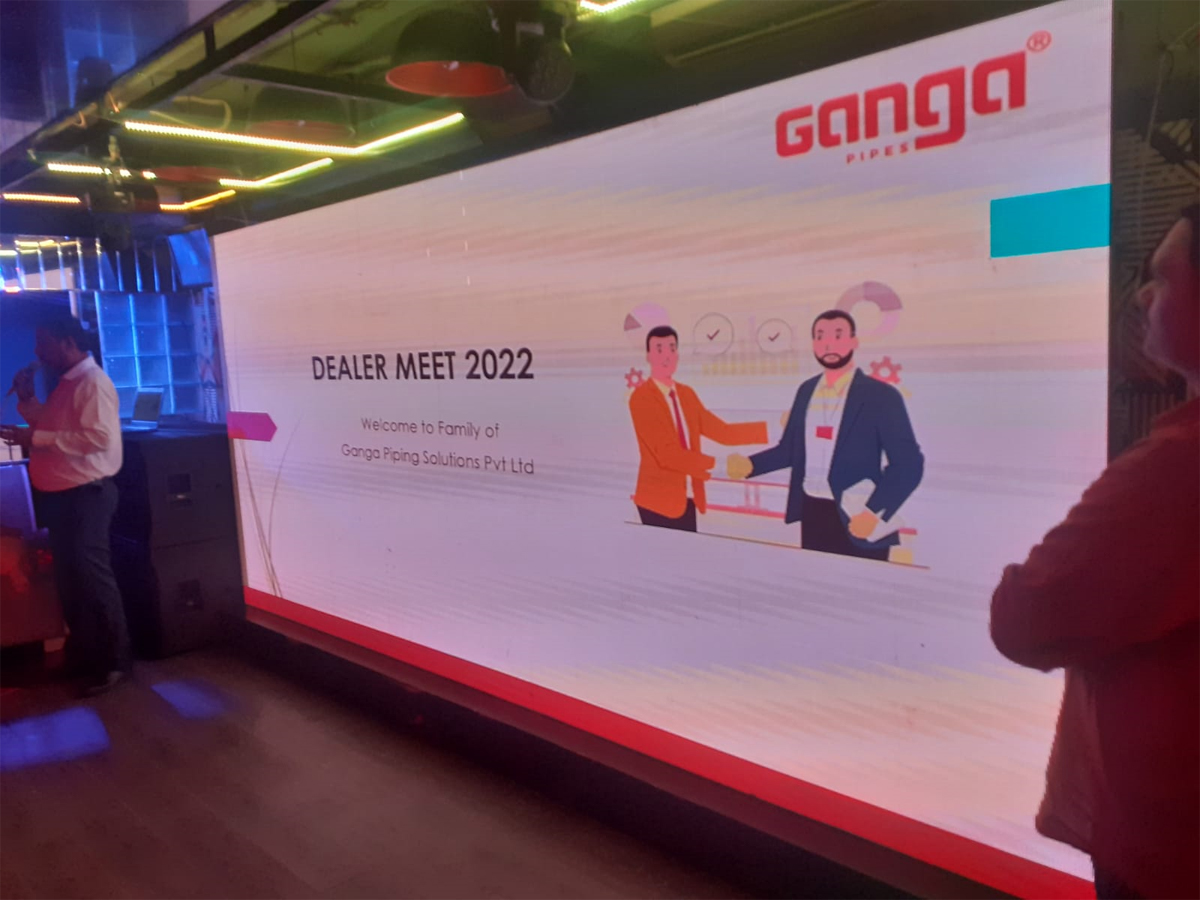 Ganga®
PIPES
DEALER MEET 2022
Welcome to Family of
Ganga Piping Solutions Pvt Ltd